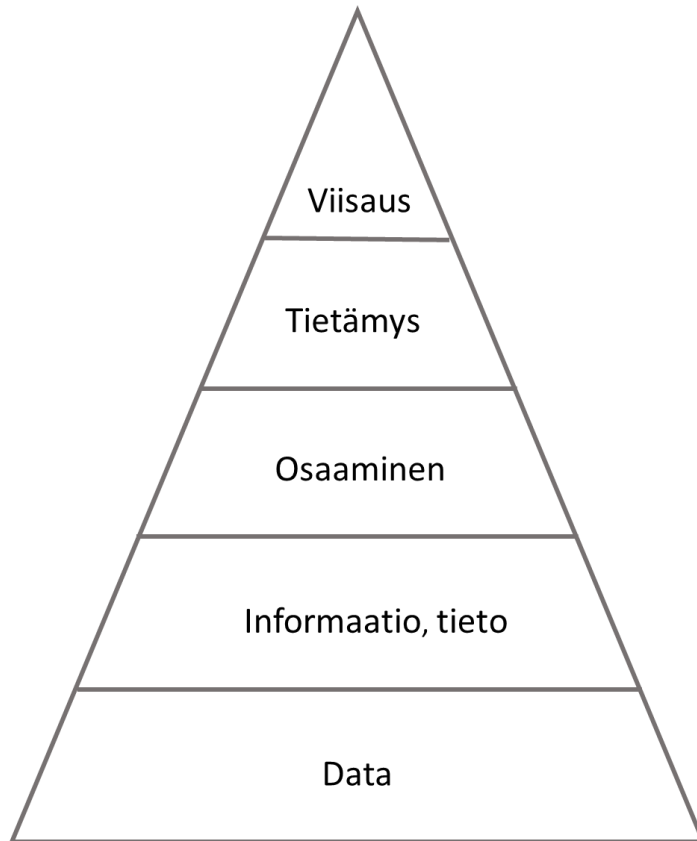 Viisaus
Tietämys
Osaaminen
Informaatio, tieto
Data